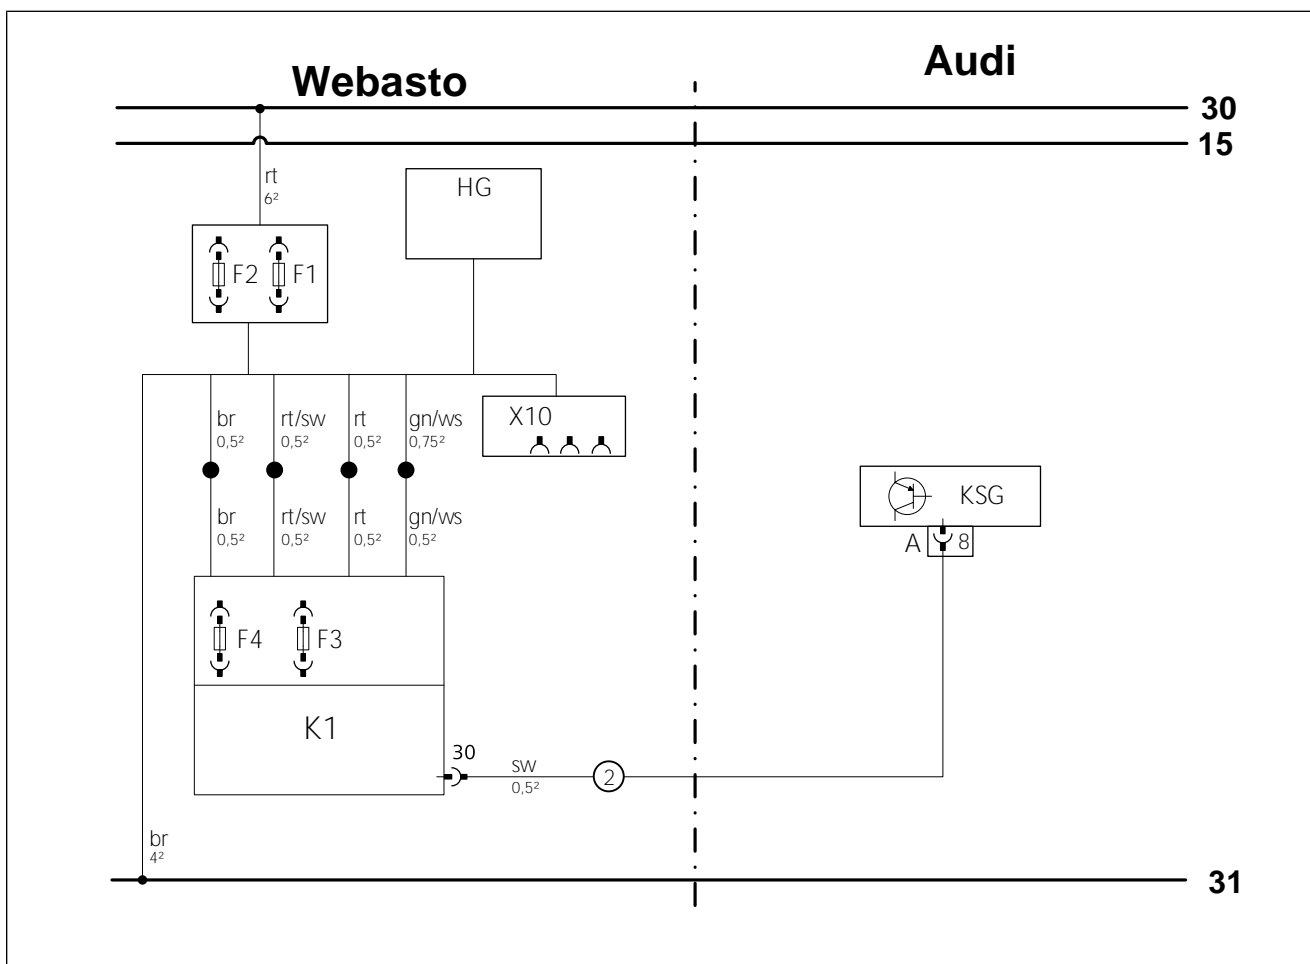 Webasto
Audi
30
15
rt
6²
HG
F2 F1
br rt/sw rt gn/ws
0,5² 0,5² 0,5² 0,75²
X10
KSG
br rt/sw rt gn/ws
0,5² 0,5² 0,5² 0,5²
A 8
F4 F3
K1
30
sw
0,5²
2
br
4²
31